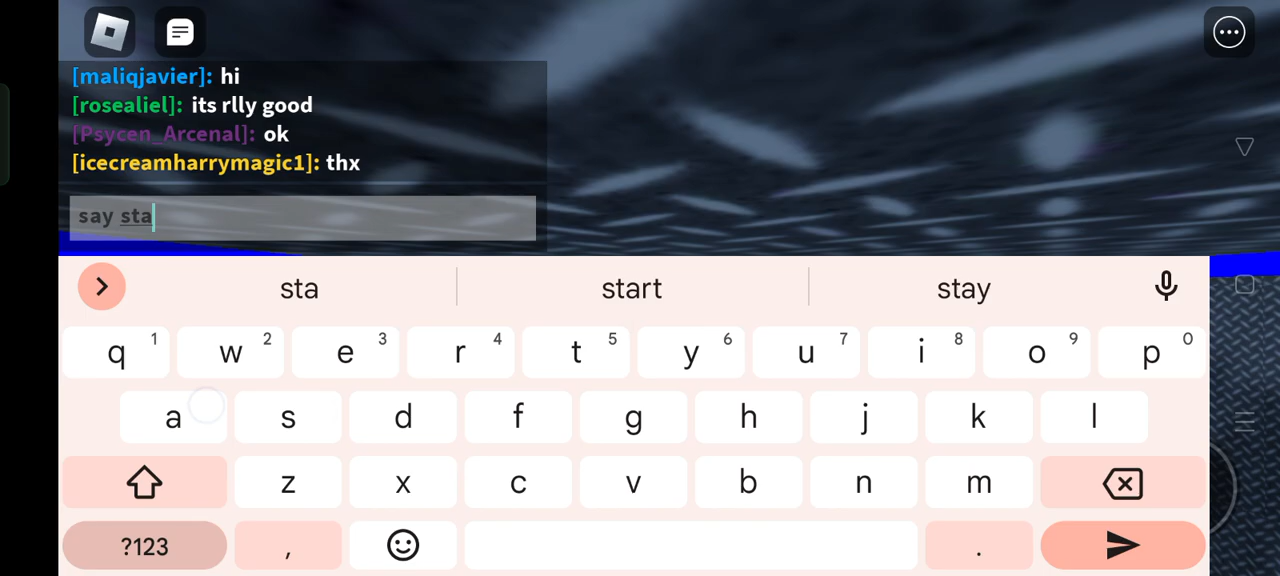 [maliqjavier]: hi
[rosealiel]: its rlly good
[Psycen_Arcenal]: ok
[icecreamharrymagic1]: thx
say sta
sta start stay
q 1 w 2 e 3 r 4 t 5 y 6 u 7 i 8 o 9 p 0
a s d f g h j k l
z x c v b n m
?123 , .